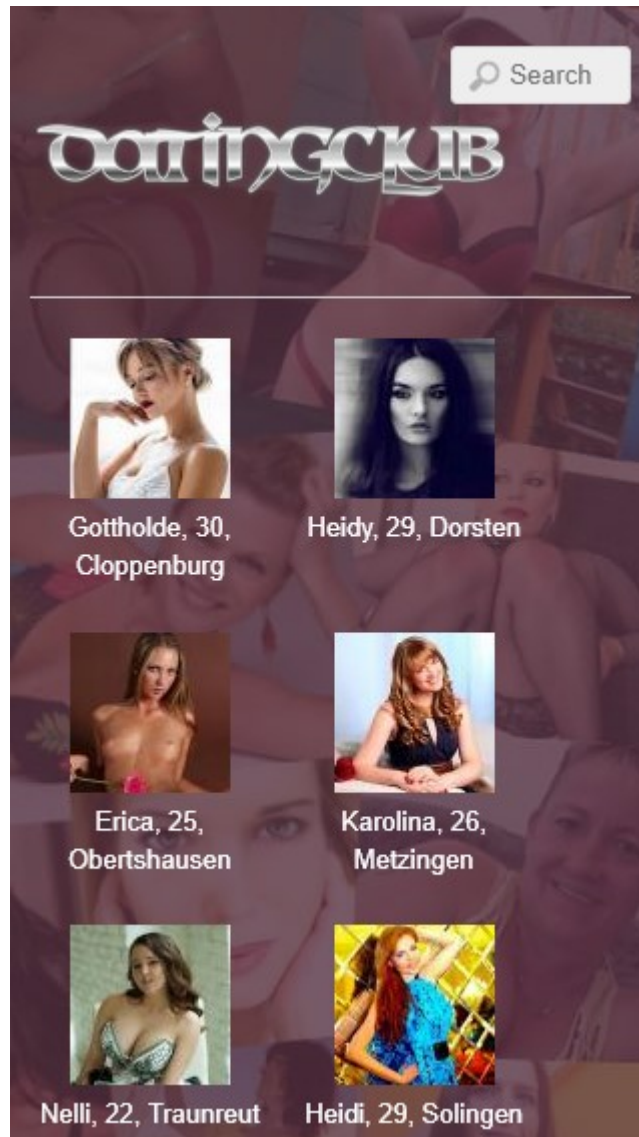 Search
DATINGCLUB
Gottholde, 30,
Cloppenburg
Heidy, 29, Dorsten
Erica, 25,
Obertshausen
Karolina, 26,
Metzingen
Nelli, 22, Traunreut
Heidi, 29, Solingen